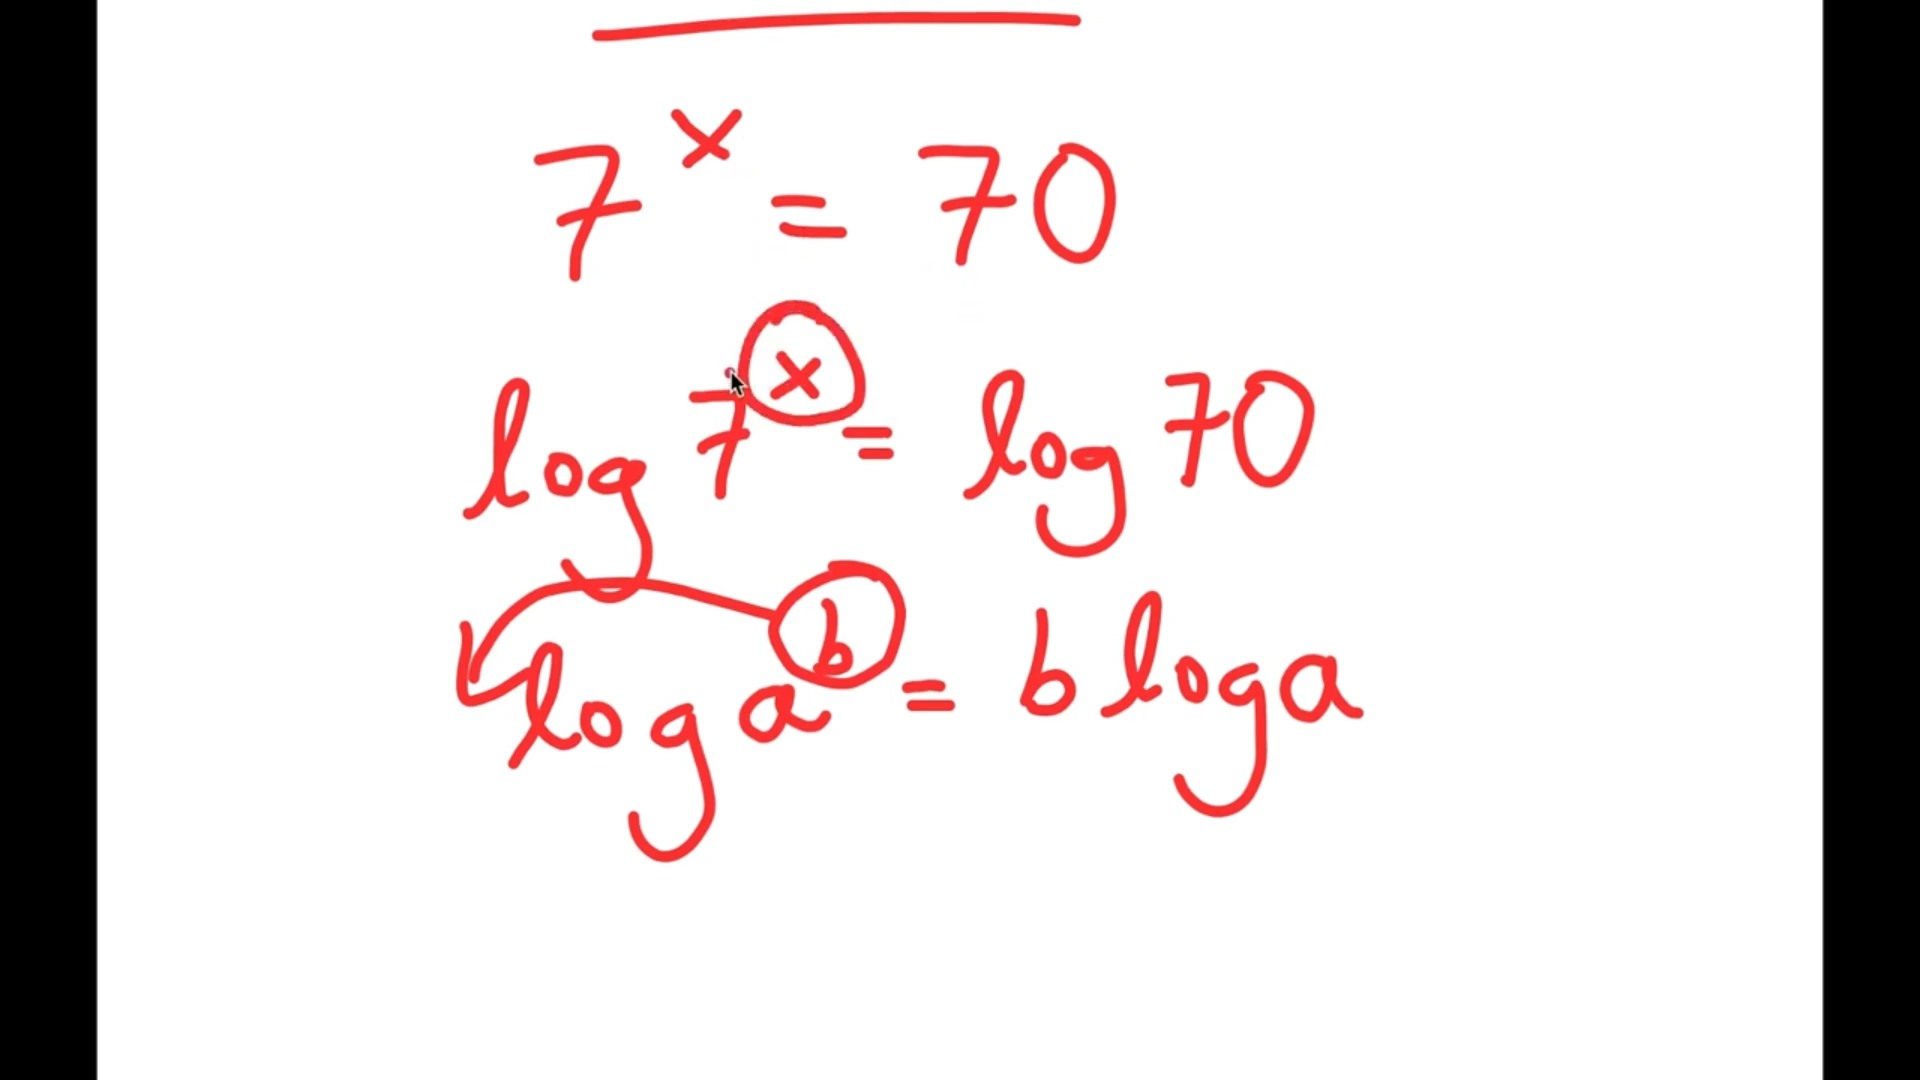 7^x = 70
log 7^x = log 70
log a^b = b log a